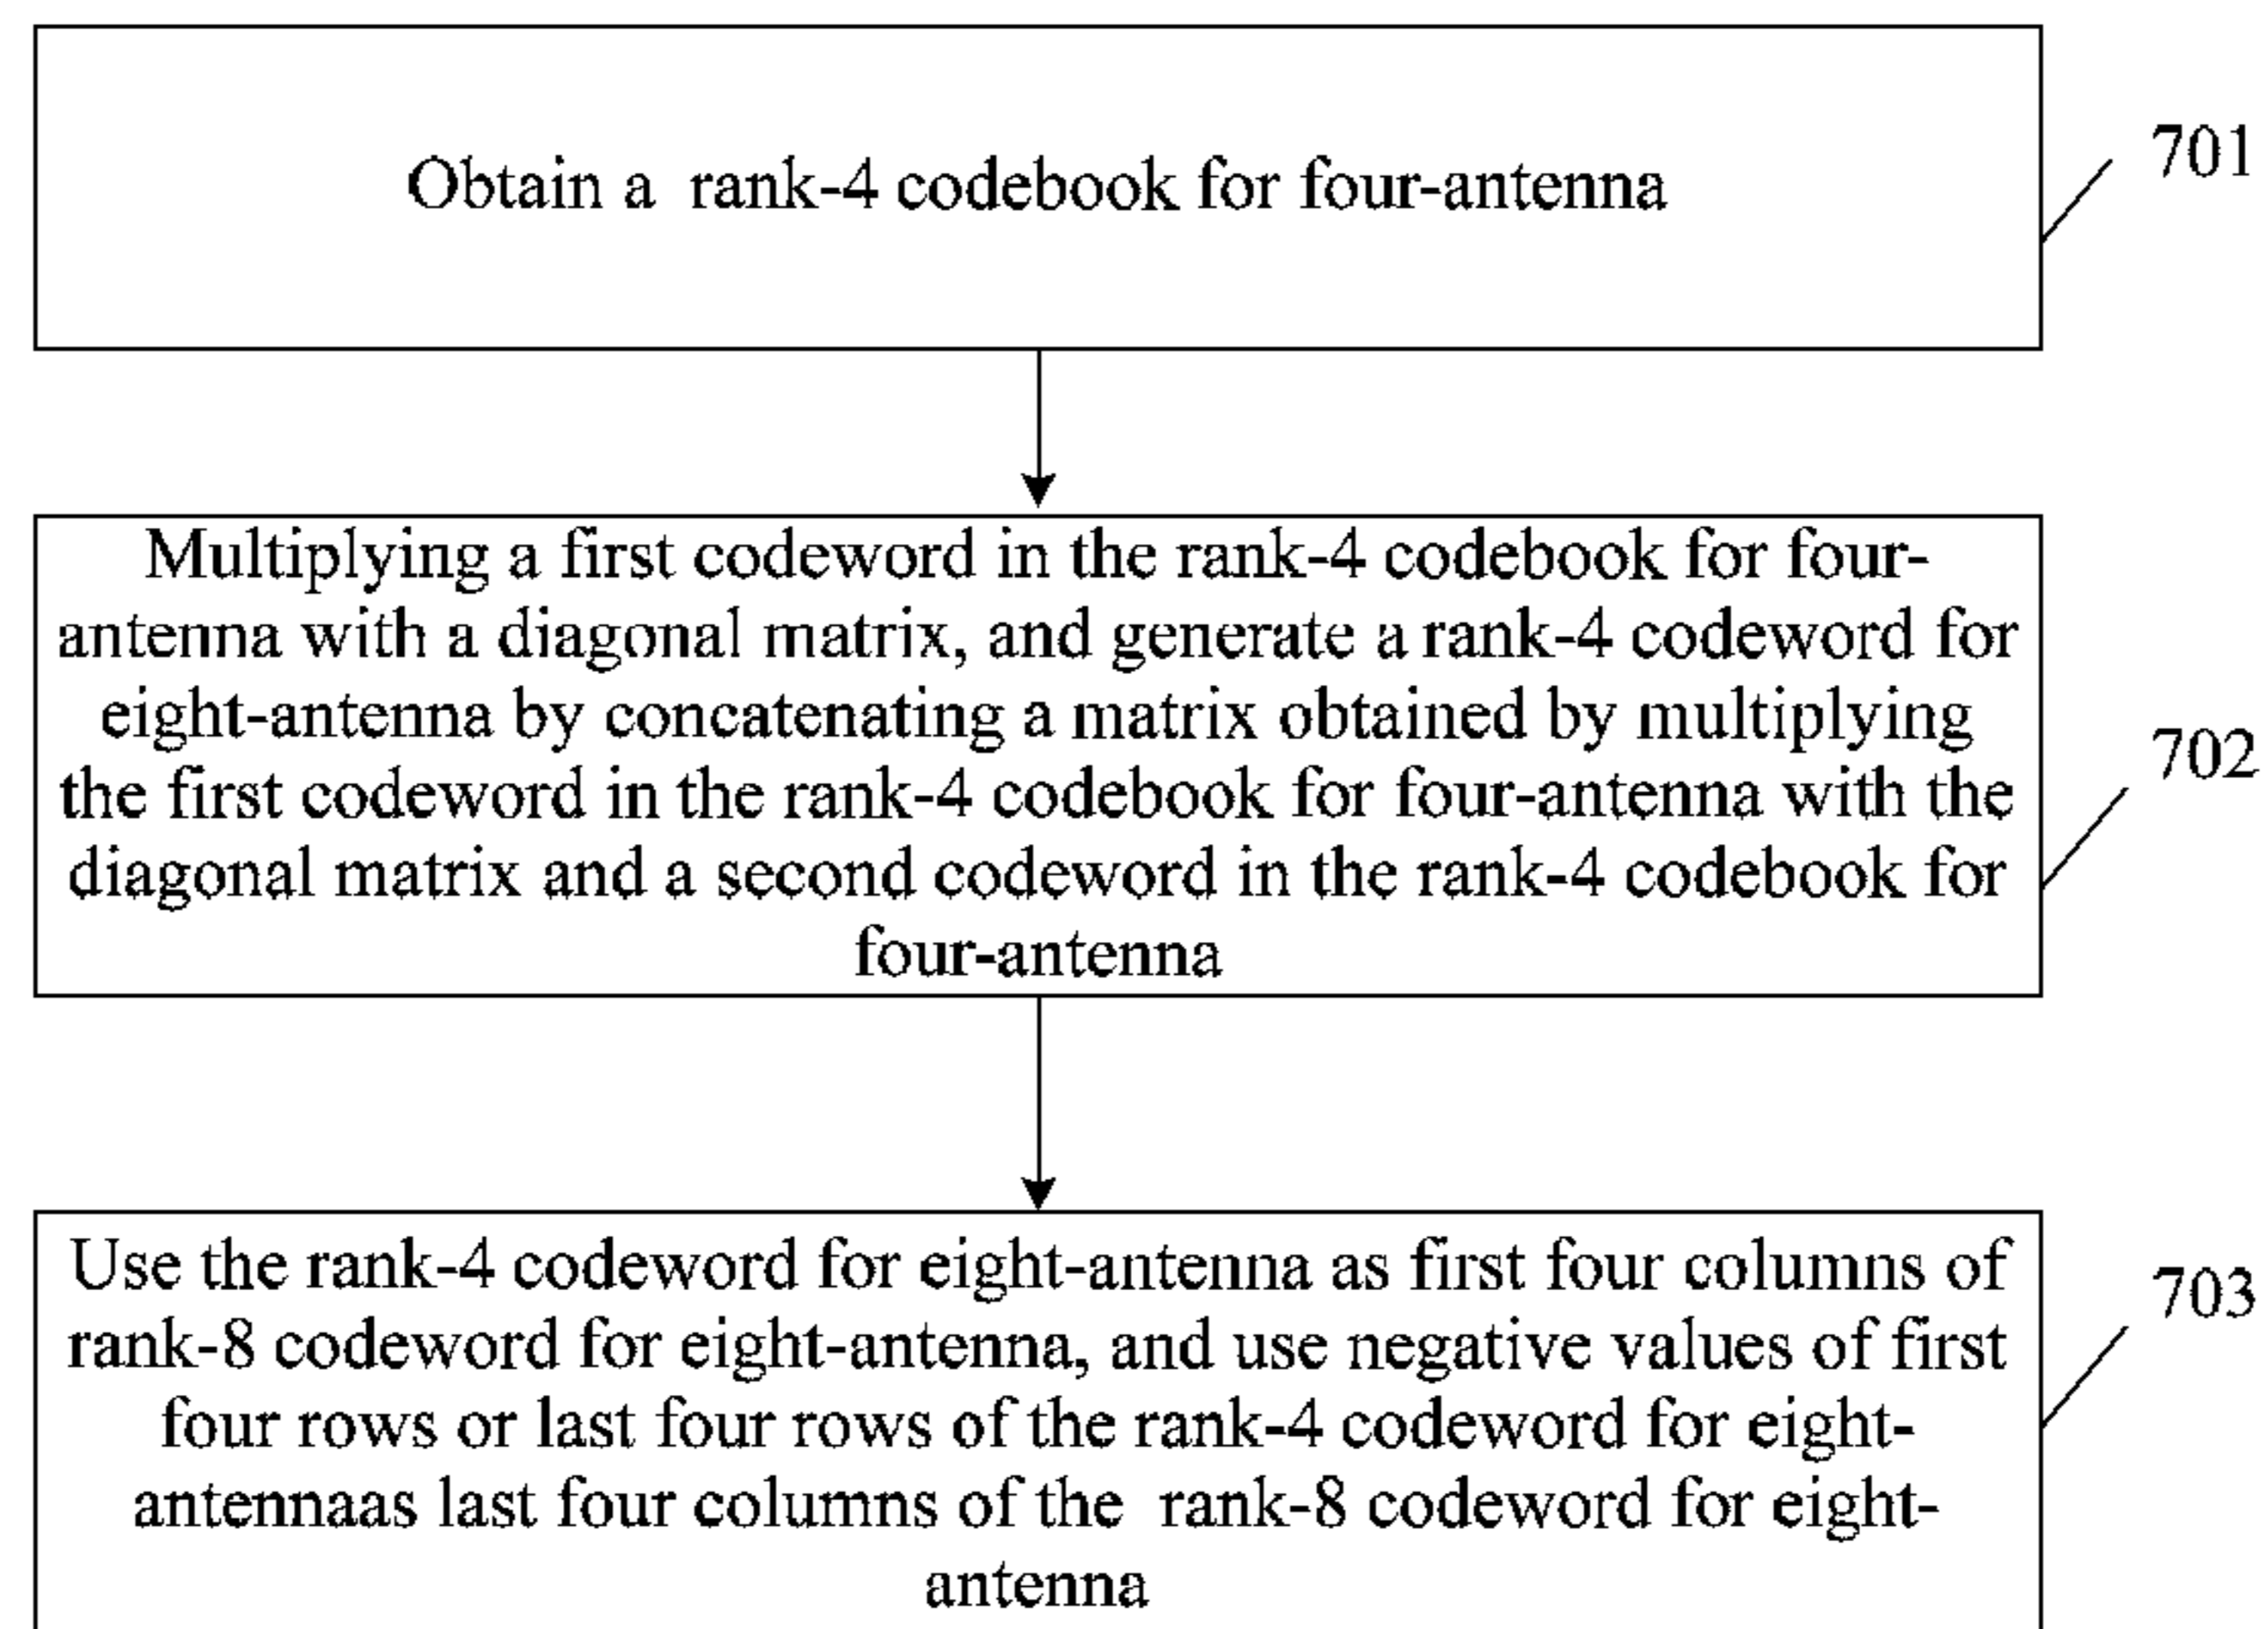 Obtain a rank-4 codebook for four-antenna
701
Multiplying a first codeword in the rank-4 codebook for four-
antenna with a diagonal matrix, and generate a rank-4 codeword for
eight-antenna by concatenating a matrix obtained by multiplying
the first codeword in the rank-4 codebook for four-antenna with the
diagonal matrix and a second codeword in the rank-4 codebook for
four-antenna
702
Use the rank-4 codeword for eight-antenna as first four columns of
rank-8 codeword for eight-antenna, and use negative values of first
four rows or last four rows of the rank-4 codeword for eight-
antennaas last four columns of the rank-8 codeword for eight-
antenna
703